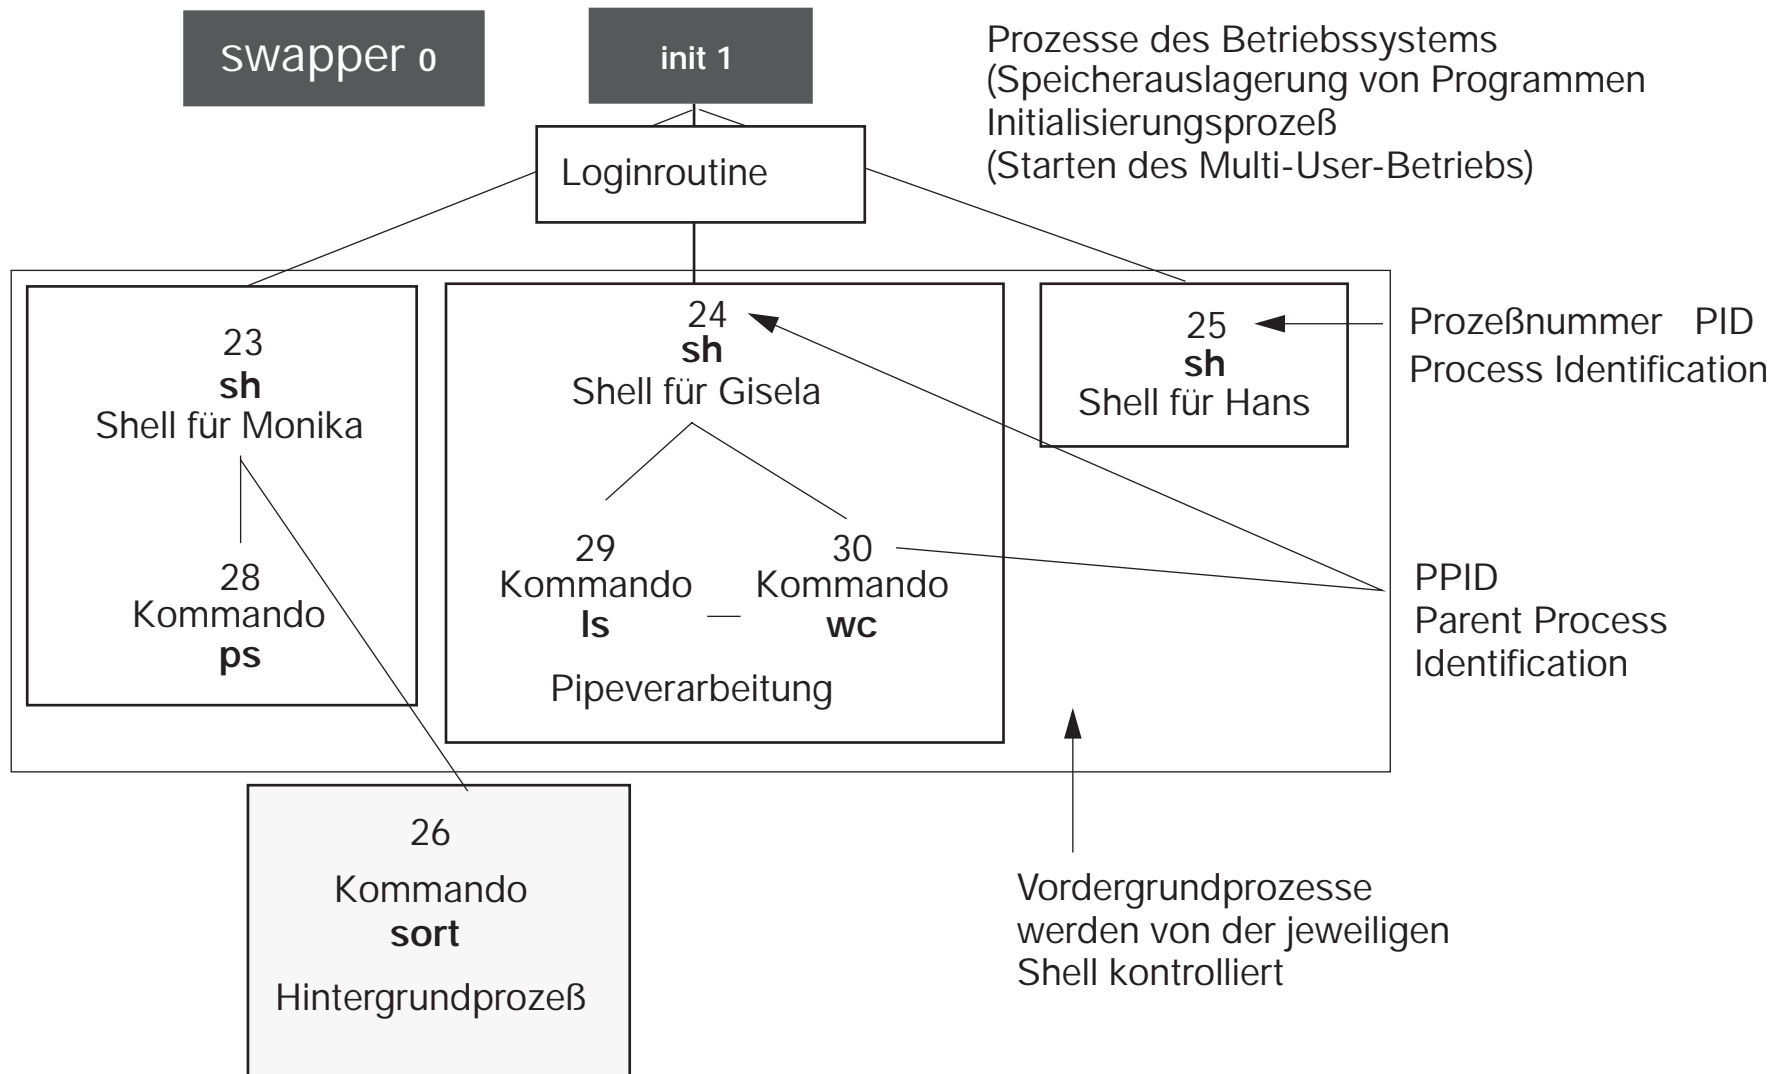 swapper 0
init 1
Prozesse des Betriebssystems
(Speicherauslagerung von Programmen
Initialisierungsprozeß
(Starten des Multi-User-Betriebs)
Loginroutine
23
sh
Shell für Monika
28
Kommando
ps
24
sh
Shell für Gisela
29
Kommando
ls
30
Kommando
wc
Pipeverarbeitung
25
sh
Shell für Hans
Prozeßnummer PID
Process Identification
PPID
Parent Process
Identification
26
Kommando
sort
Hintergrundprozeß
Vordergrundprozesse
werden von der jeweiligen
Shell kontrolliert